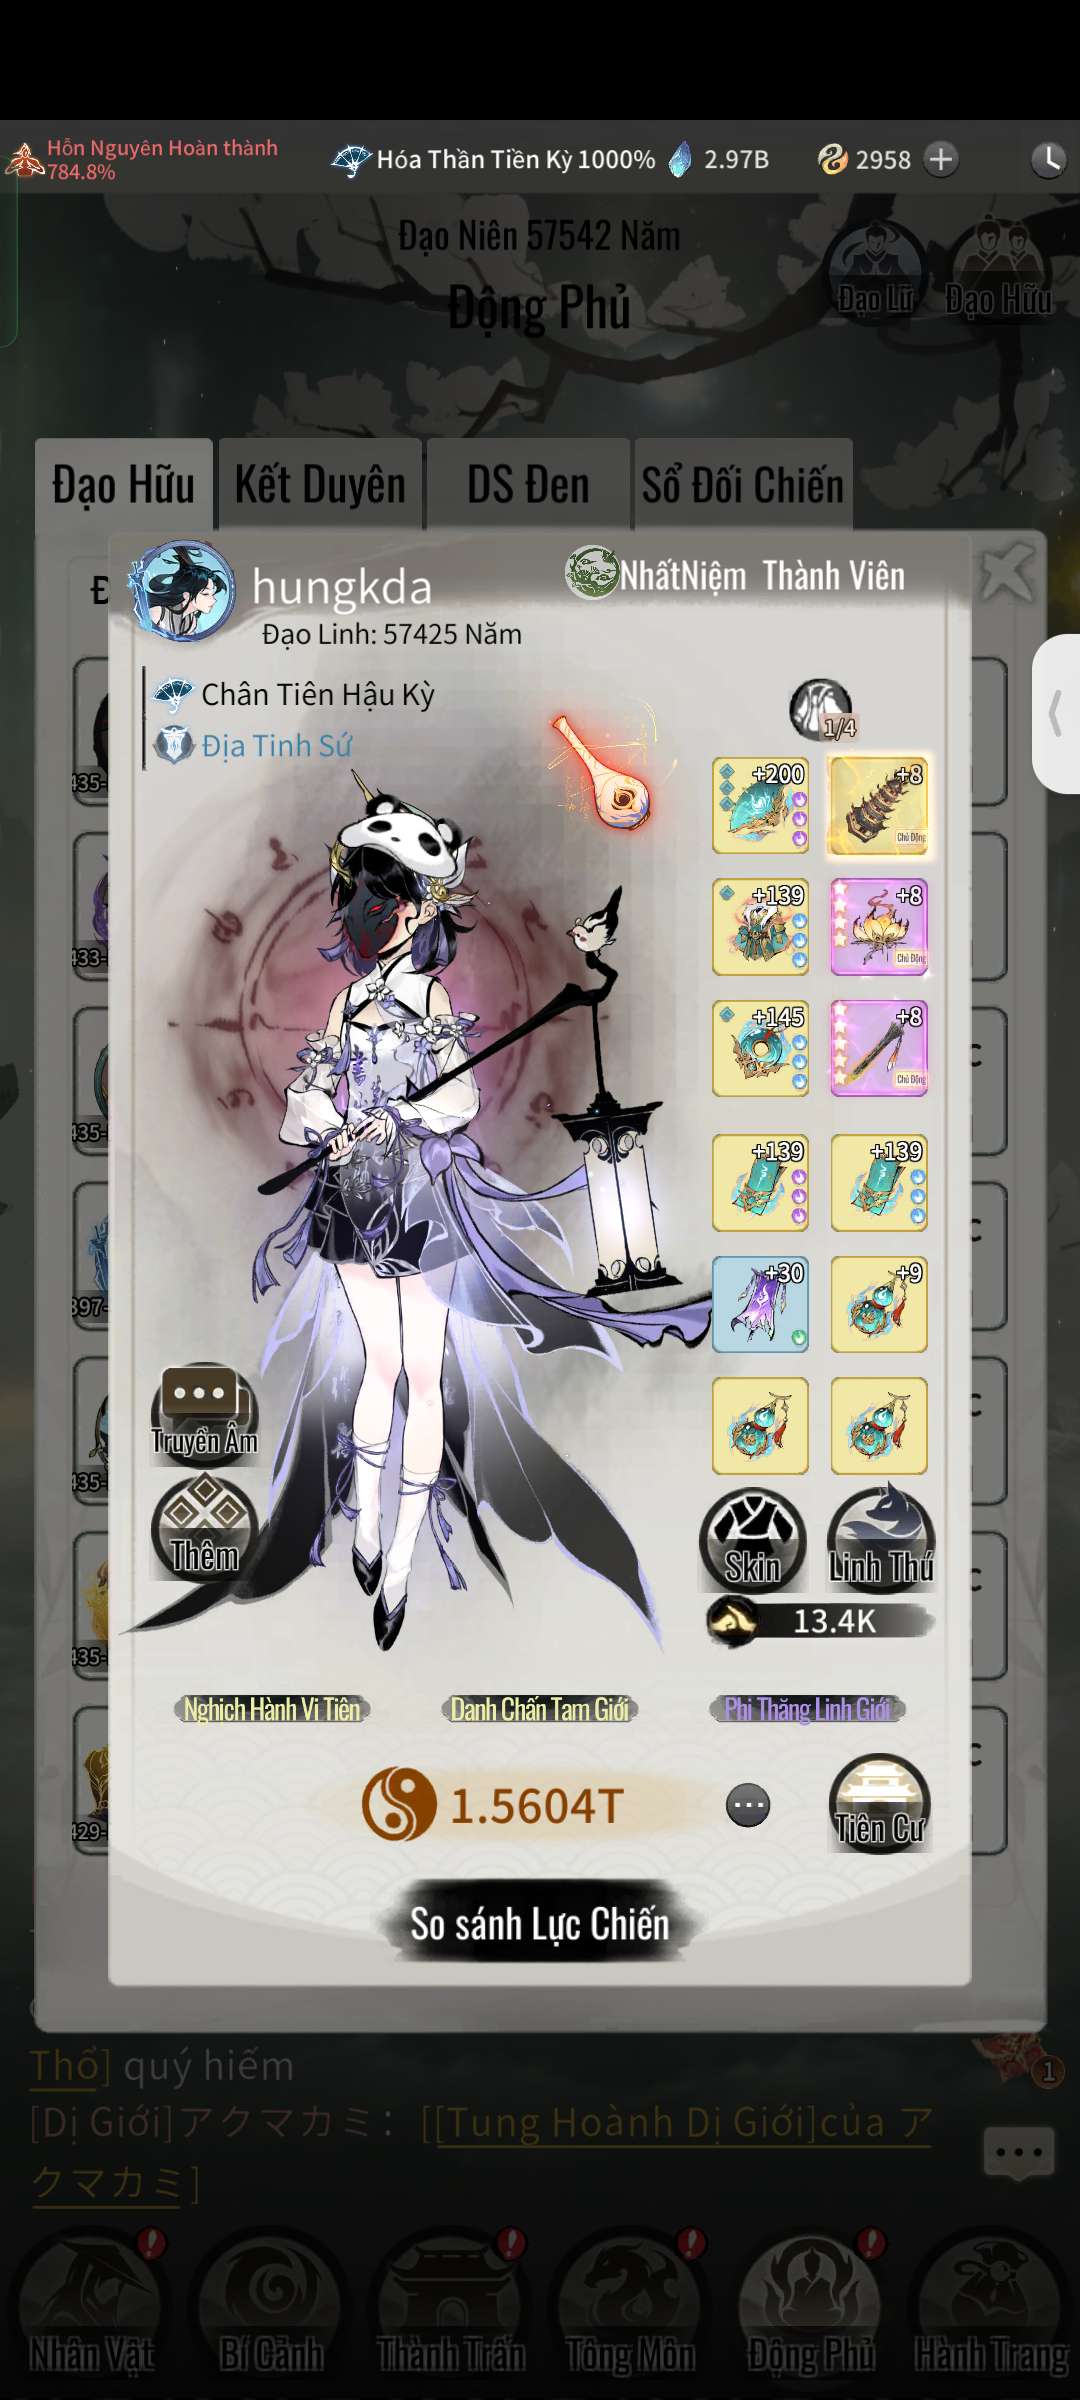 Hỗn Nguyên Hoàn thành
784.8%
Hóa Thần Tiền Kỳ 1000%
2.97B
2958
Đạo Niên 57542 Năm
Động Phủ
Đạo Lữ
Đạo Hữu
Đạo Hữu
Kết Duyên
DS Đen
Sổ Đối Chiến
hungkda
NhấtNiệm Thành Viên
Đạo Linh: 57425 Năm
Chân Tiên Hậu Kỳ
Địa Tinh Sứ
1/4
+200
+8
Chủ Động
+139
+8
Chủ Động
+145
+8
Chủ Động
+139
+139
+30
+9
Truyền Âm
Thêm
Skin
Linh Thú
13.4K
Nghịch Hành Vi Tiên
Danh Chấn Tam Giới
Phi Thăng Linh Giới
1.5604T
Tiên Cư
So sánh Lực Chiến
Thổ] quý hiếm
1
[Dị Giới]アクマカミ: [[Tung Hoành Dị Giới]của ア
クマカミ]
Nhân Vật
Bí Cảnh
Thành Trấn
Tông Môn
Động Phủ
Hành Trang